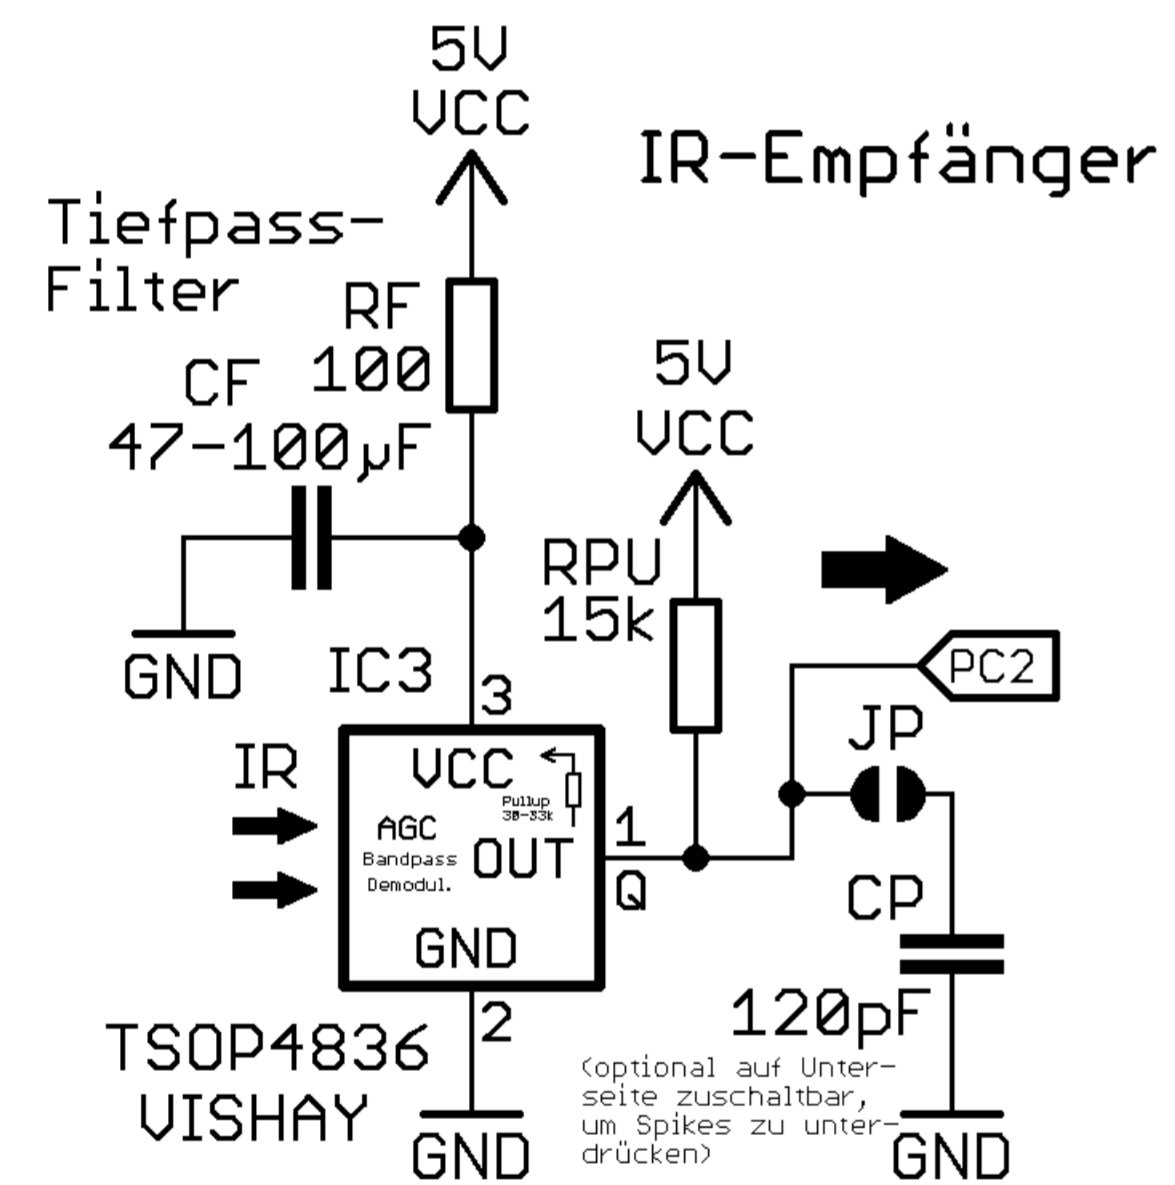 5V
VCC
IR-Empfänger
Tiefpass-
Filter
RF
100
CF
47-100µF
5V
VCC
RPU
15k
GND
IC3
3
PC2
JP
IR
VCC
Pullup
30-33k
AGC
Bandpass
Demodul.
OUT
1
Q
GND
CP
120pF
2
TSOP4836
VISHAY
GND
(optional auf Unter-
seite zuschaltbar,
um Spikes zu unter-
drücken)
GND